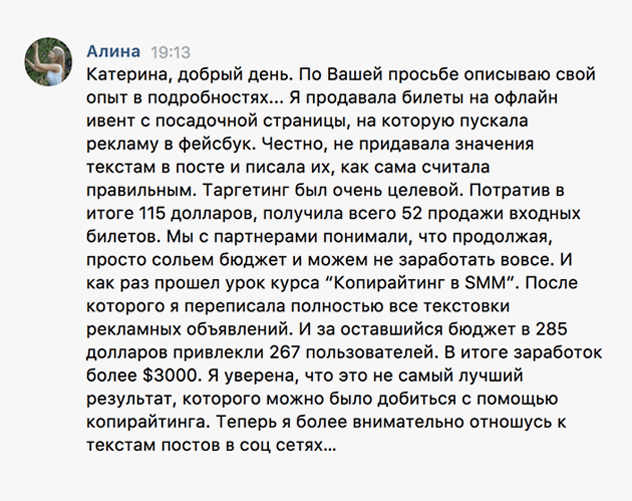 Алина 19:13
Катерина, добрый день. По Вашей просьбе описываю свой
опыт в подробностях... Я продавала билеты на офлайн
ивент с посадочной страницы, на которую пускала
рекламу в фейсбук. Честно, не придавала значения
текстам в посте и писала их, как сама считала
правильным. Таргетинг был очень целевой. Потратив в
итоге 115 долларов, получила всего 52 продажи входных
билетов. Мы с партнерами понимали, что продолжая,
просто сольем бюджет и можем не заработать вовсе. И
как раз прошел урок курса “Копирайтинг в SMM”. После
которого я переписала полностью все текстовки
рекламных объявлений. И за оставшийся бюджет в 285
долларов привлекли 267 пользователей. В итоге заработок
более $3000. Я уверена, что это не самый лучший
результат, которого можно было добиться с помощью
копирайтинга. Теперь я более внимательно отношусь к
текстам постов в соц сетях...